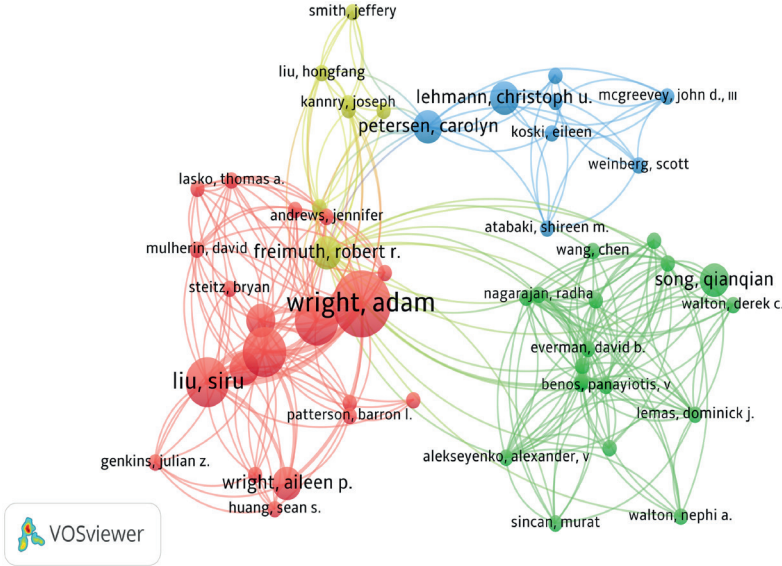 smith, jeffery
liu, hongfang
kannry, joseph
lehmann, christoph u.
mcgreevey, john d., III
petersen, carolyn
koski, eileen
weinberg, scott
lasko, thomas a.
andrews, jennifer
atabaki, shireen m.
mulherin, david
freimuth, robert r.
wang, chen
steitz, bryan
song, qianqian
nagarajan, radha
wright, adam
walton, derek c.
everman, david b.
liu, siru
benos, panayiotis, v
patterson, barron l.
lemas, dominick j.
genkins, julian z.
alekseyenko, alexander, v
wright, aileen p.
huang, sean s.
sincan, murat
walton, nephi a.
VOSviewer